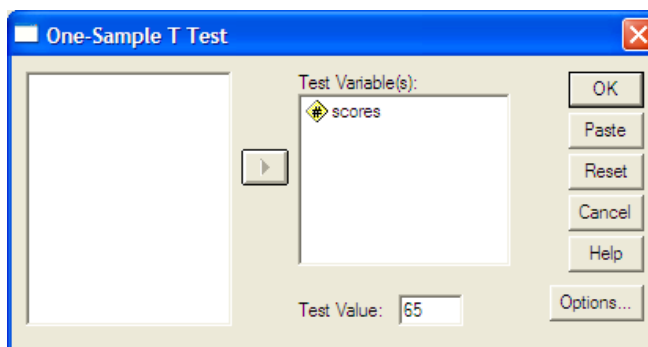 One-Sample T Test
Test Variable(s):
# scores
OK
Paste
Reset
Cancel
Help
Options...
Test Value: 65